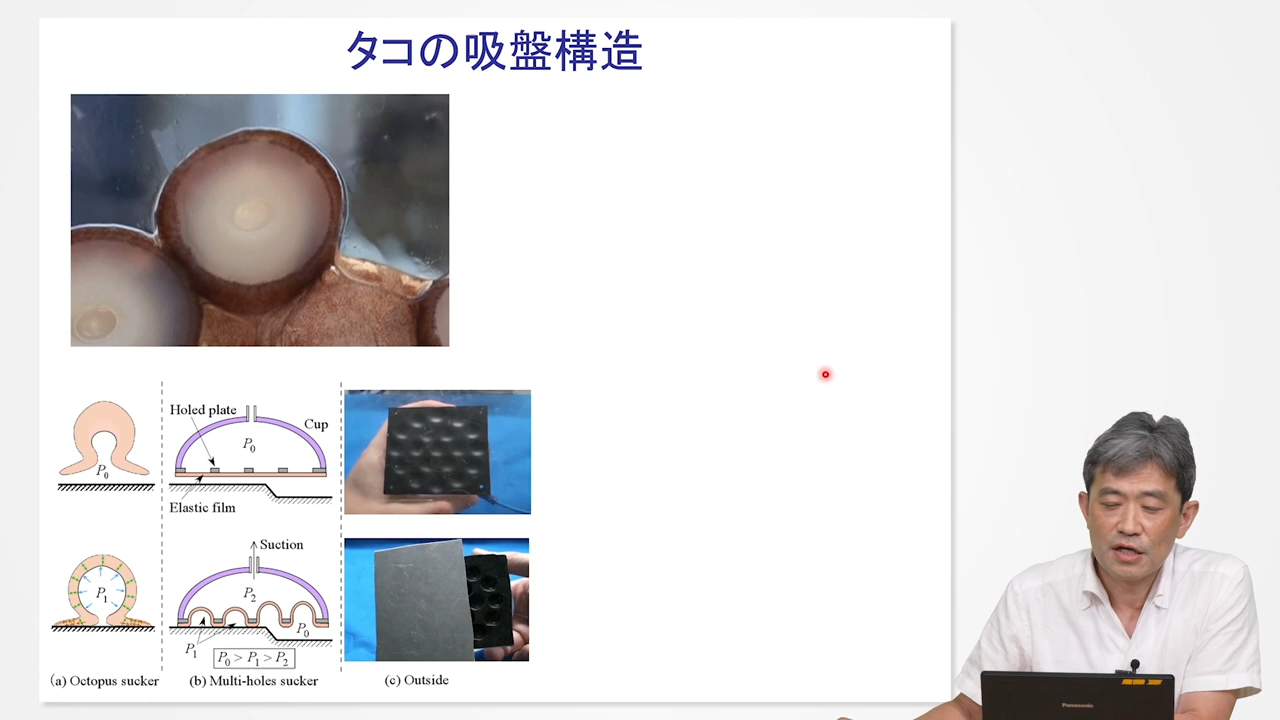 タコの吸盤構造
Holed plate
Cup
P0
P0
Elastic film
Suction
P2
P1
P0
P1
P0 > P1 > P2
(a) Octopus sucker
(b) Multi-holes sucker
(c) Outside
Panasonic